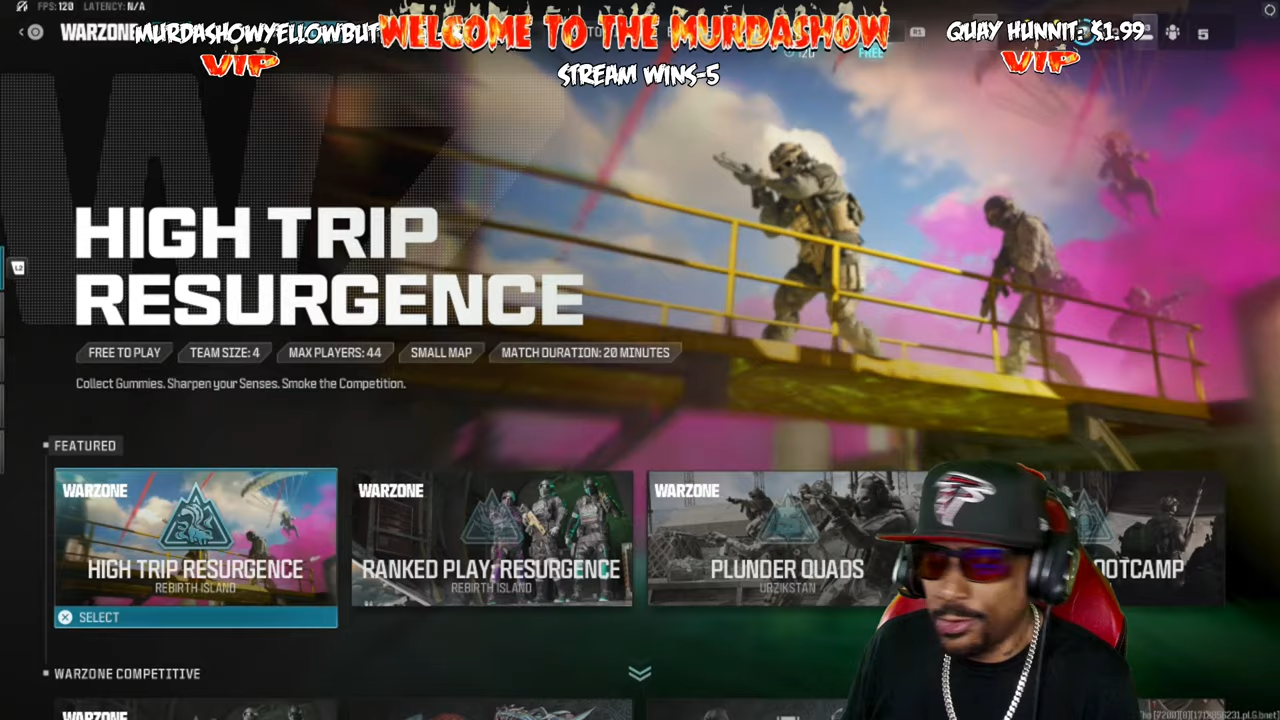 FPS:120 LATENCY: N/A
WARZONE
MURDASHOWYELLOWBUT
VIP
WELCOME TO THE MURDASHOW
STREAM WINS-5
QUAY HUNNIT: $1.99
VIP
5
120
FREE
HIGH TRIP
RESURGENCE
L2
FREE TO PLAY
TEAM SIZE: 4
MAX PLAYERS: 44
SMALL MAP
MATCH DURATION: 20 MINUTES
Collect Gummies. Sharpen your Senses. Smoke the Competition.
FEATURED
WARZONE
HIGH TRIP RESURGENCE
REBIRTH ISLAND
SELECT
WARZONE
RANKED PLAY: RESURGENCE
REBIRTH ISLAND
WARZONE
PLUNDER QUADS
URZIKSTAN
OOTCAMP
WARZONE COMPETITIVE
WARZONE